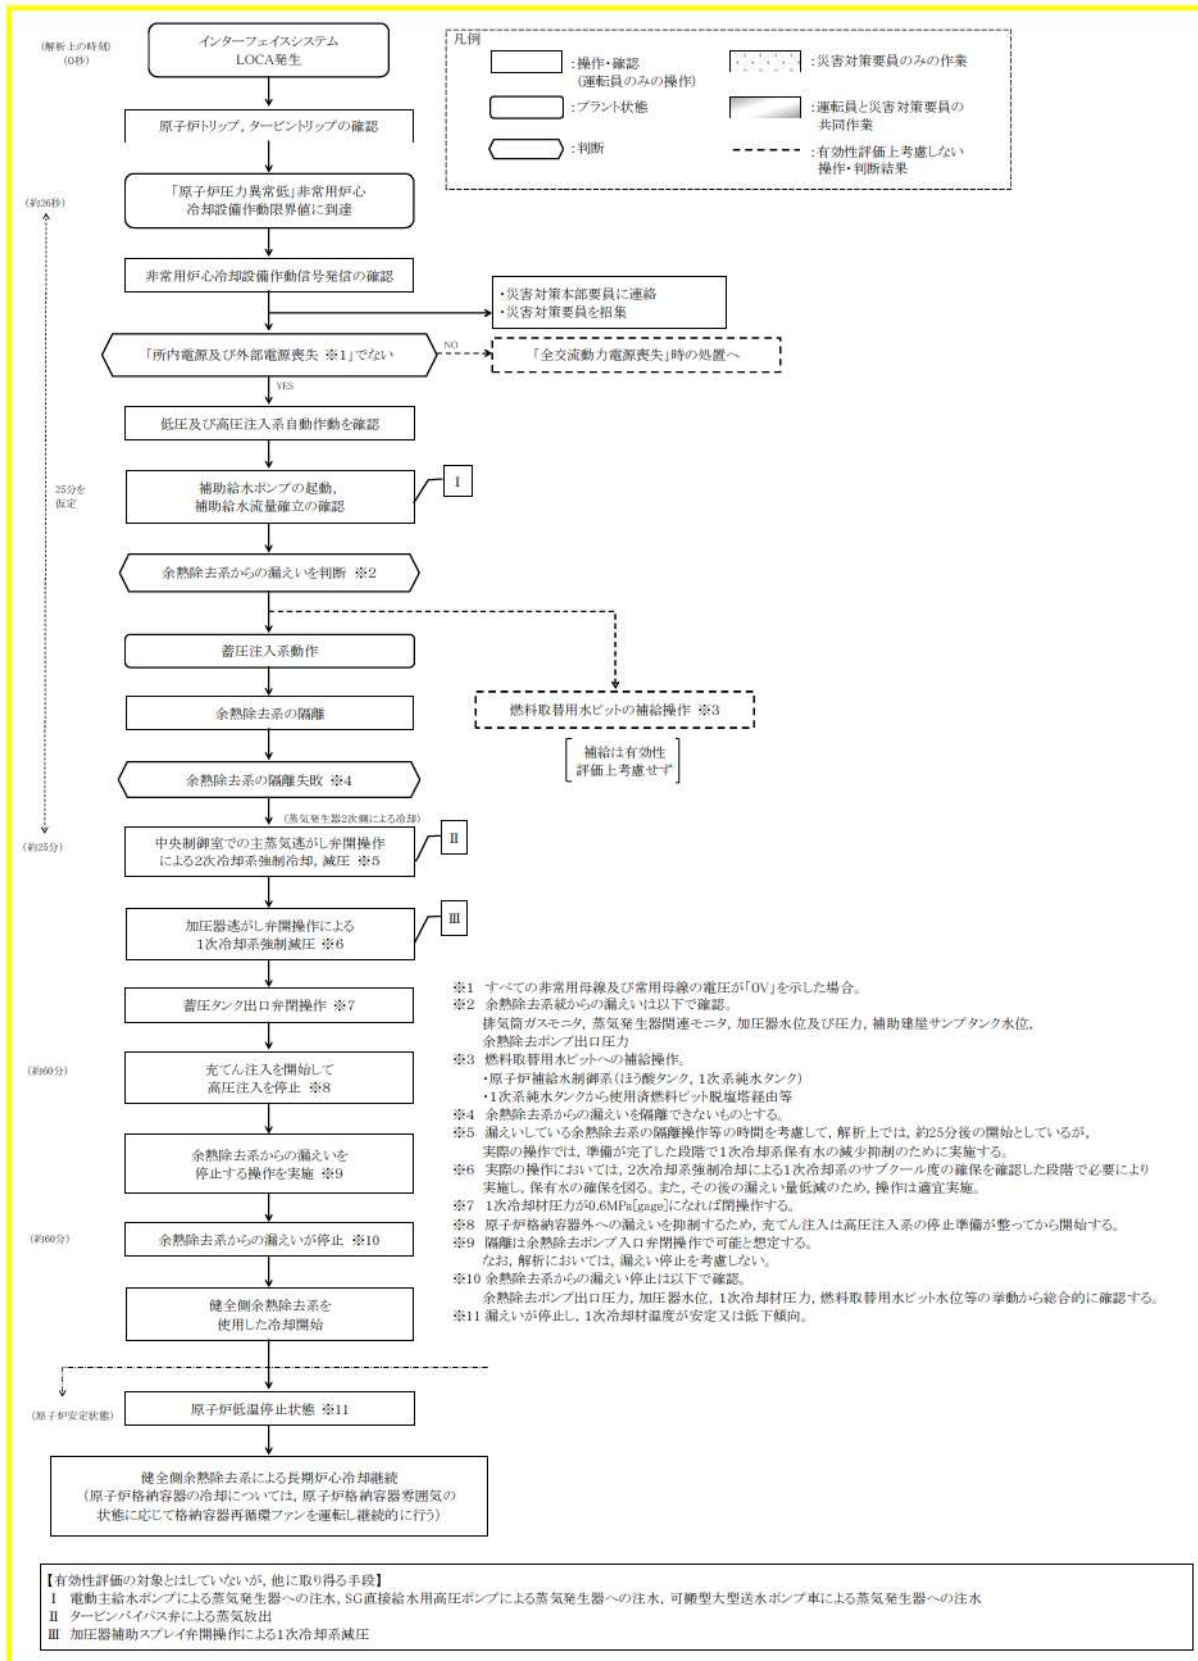 (解析上の時刻)
(0秒)
インターフェイスシステム
LOCA発生
凡例
:操作・確認
(運転員のみの操作)
:災害対策要員のみの作業
:プラント状態
:運転員と災害対策要員の
共同作業
:判断
:有効性評価上考慮しない
操作・判断結果
原子炉トリップ,タービントリップの確認
(約26秒)
「原子炉圧力異常低」非常用炉心
冷却設備作動限界値に到達
非常用炉心冷却設備作動信号発信の確認
・災害対策本部要員に連絡
・災害対策要員を招集
「所内電源及び外部電源喪失 ※1」でない
NO
「全交流動力電源喪失」時の処置へ
YES
低圧及び高圧注入系自動作動を確認
25分を
仮定
補助給水ポンプの起動,
補助給水流量確立の確認
Ⅰ
余熱除去系からの漏えいを判断 ※2
蓄圧注入系動作
余熱除去系の隔離
燃料取替用水ピットの補給操作 ※3
補給は有効性
評価上考慮せず
余熱除去系の隔離失敗 ※4
(蒸気発生器2次側による冷却)
(約25分)
中央制御室での主蒸気逃がし弁開操作
による2次冷却系強制冷却,減圧 ※5
Ⅱ
加圧器逃がし弁開操作による
1次冷却系強制減圧 ※6
Ⅲ
蓄圧タンク出口弁閉操作 ※7
(約60分)
充てん注入を開始して
高圧注入を停止 ※8
余熱除去系からの漏えいを
停止する操作を実施 ※9
(約60分)
余熱除去系からの漏えいが停止 ※10
健全側余熱除去系を
使用した冷却開始
(原子炉安定状態)
原子炉低温停止状態 ※11
健全側余熱除去系による長期炉心冷却継続
(原子炉格納容器の冷却については,原子炉格納容器雰囲気の
状態に応じて格納容器再循環ファンを運転し継続的に行う)
※1 すべての非常用母線及び常用母線の電圧が「0V」を示した場合。
※2 余熱除去系統からの漏えいは以下で確認。
排気筒ガスモニタ,蒸気発生器関連モニタ,加圧器水位及び圧力,補助建屋サンプタンク水位,
余熱除去ポンプ出口圧力
※3 燃料取替用水ピットへの補給操作。
・原子炉補給水制御系(ほう酸タンク,1次系純水タンク)
・1次系純水タンクから使用済燃料ピット脱塩塔経由等
※4 余熱除去系からの漏えいを隔離できないものとする。
※5 漏えいしている余熱除去系の隔離操作等の時間を考慮して,解析上では,約25分後の開始としているが,
実際の操作では,準備が完了した段階で1次冷却系保有水の減少抑制のために実施する。
※6 実際の操作においては,2次冷却系強制冷却による1次冷却系のサブクール度の確保を確認した段階で必要により
実施し,保有水の確保を図る。また,その後の漏えい量低減のため,操作は適宜実施。
※7 1次冷却材圧力が0.6MPa[gage]になれば閉操作する。
※8 原子炉格納容器外への漏えいを抑制するため,充てん注入は高圧注入系の停止準備が整ってから開始する。
※9 隔離は余熱除去ポンプ入口弁閉操作で可能と想定する。
なお,解析においては,漏えい停止を考慮しない。
※10 余熱除去系からの漏えい停止は以下で確認。
余熱除去ポンプ出口圧力,加圧器水位,1次冷却材圧力,燃料取替用水ピット水位等の挙動から総合的に確認する。
※11 漏えいが停止し,1次冷却材温度が安定又は低下傾向。
【有効性評価の対象とはしていないが,他に取り得る手段】
Ⅰ 電動主給水ポンプによる蒸気発生器への注水,SG直接給水用高圧ポンプによる蒸気発生器への注水,可搬型大型送水ポンプ車による蒸気発生器への注水
Ⅱ タービンバイパス弁による蒸気放出
Ⅲ 加圧器補助スプレイ弁開操作による1次冷却系減圧